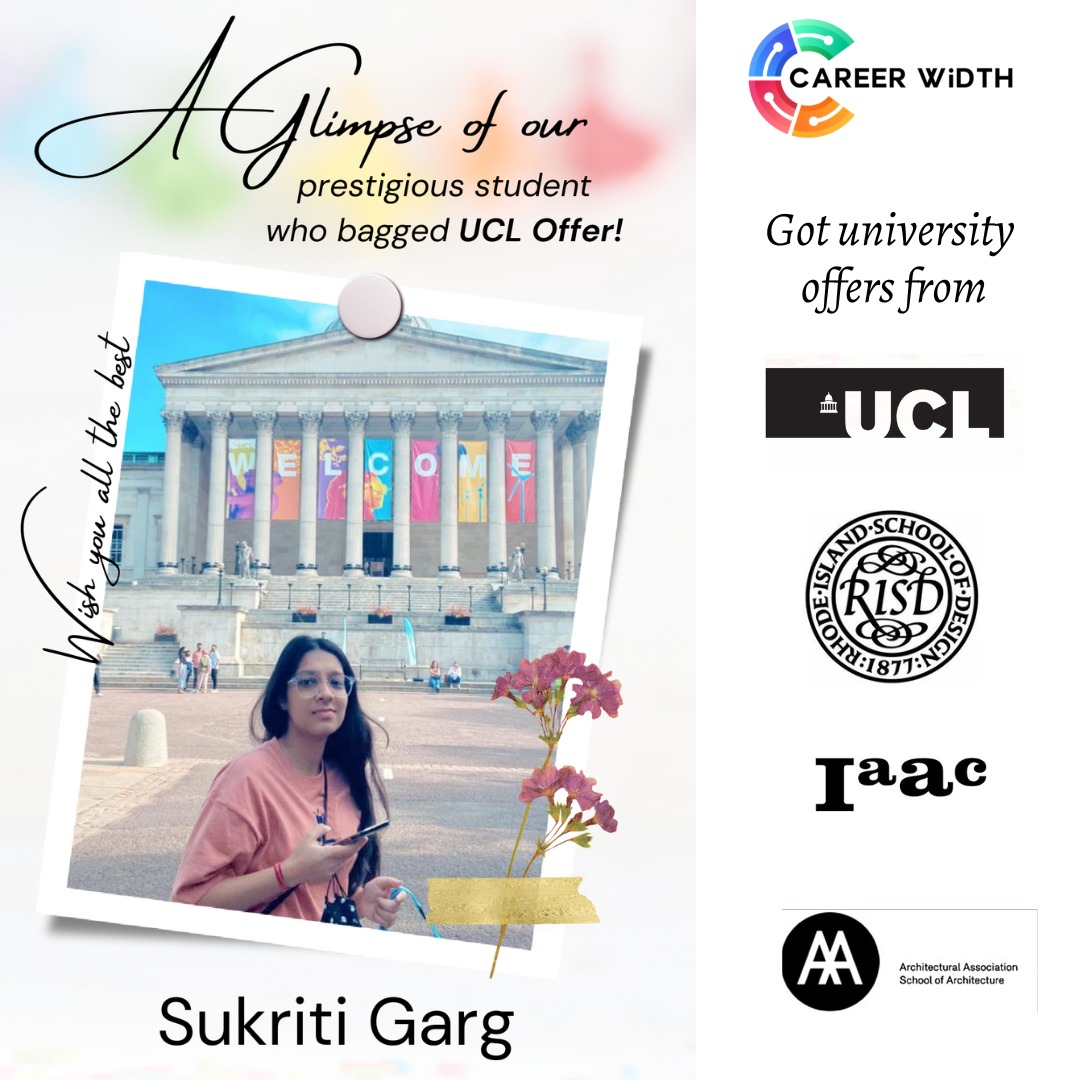 A Glimpse of our
prestigious student
who bagged UCL Offer!
Wish you all the best
UCL
WELCOME
Sukriti Garg
CAREER WiDTH
Got university
offers from
UCL
RHODE·ISLAND·SCHOOL·OF·DESIGN
·1877·
RISD
Iaac
AA
Architectural Association
School of Architecture